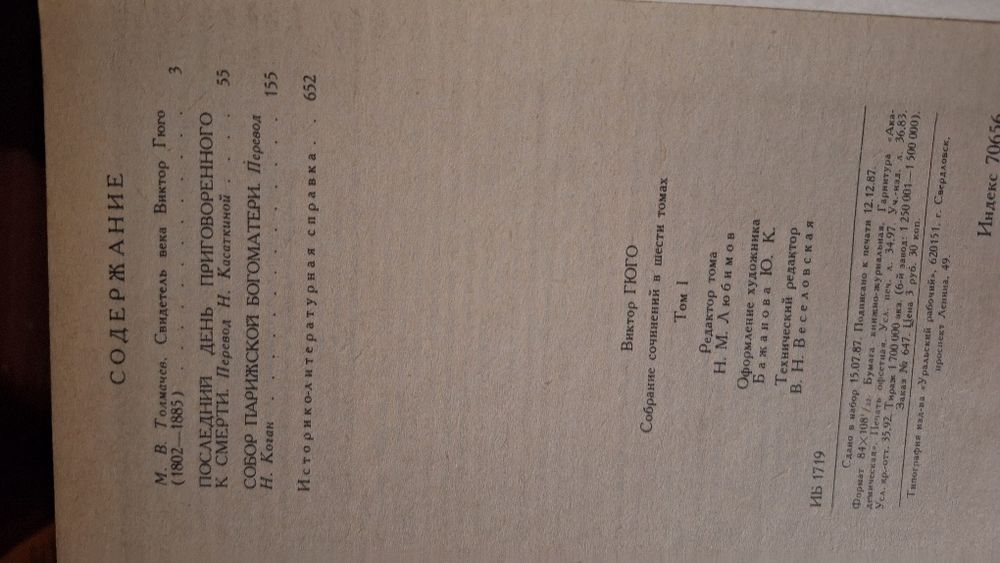 СОДЕРЖАНИЕ
М. В. Толмачев. Свидетель века Виктор Гюго
(1802—1885) . . . . . . . . . . . . . . 3
ПОСЛЕДНИЙ ДЕНЬ ПРИГОВОРЕННОГО
К СМЕРТИ. Перевод Н. Касаткиной . . . . 55
СОБОР ПАРИЖСКОЙ БОГОМАТЕРИ. Перевод
Н. Коган . . . . . . . . . . . . . . 155
Историко-литературная справка . . 652
Виктор ГЮГО
Собрание сочинений в шести томах
Том 1
Редактор тома
Н. М. Любимов
Оформление художника
Бажанова Ю. К.
Технический редактор
В. Н. Веселовская
ИБ 1719
Сдано в набор 15.07.87. Подписано к печати 12.12.87.
Формат 84×108 1/32. Бумага книжно-журнальная. Гарнитура «Ака-
демическая». Печать офсетная. Усл. печ. л. 34,97. Уч.-изд. л. 36,83.
Усл. кр.-отт. 35,92. Тираж 1 700 000 экз. (6-й завод: 1 250 001—1 500 000).
Заказ № 647. Цена 3 руб. 30 коп.
Типография изд-ва «Уральский рабочий», 620151, г. Свердловск,
проспект Ленина, 49.
Индекс 70656